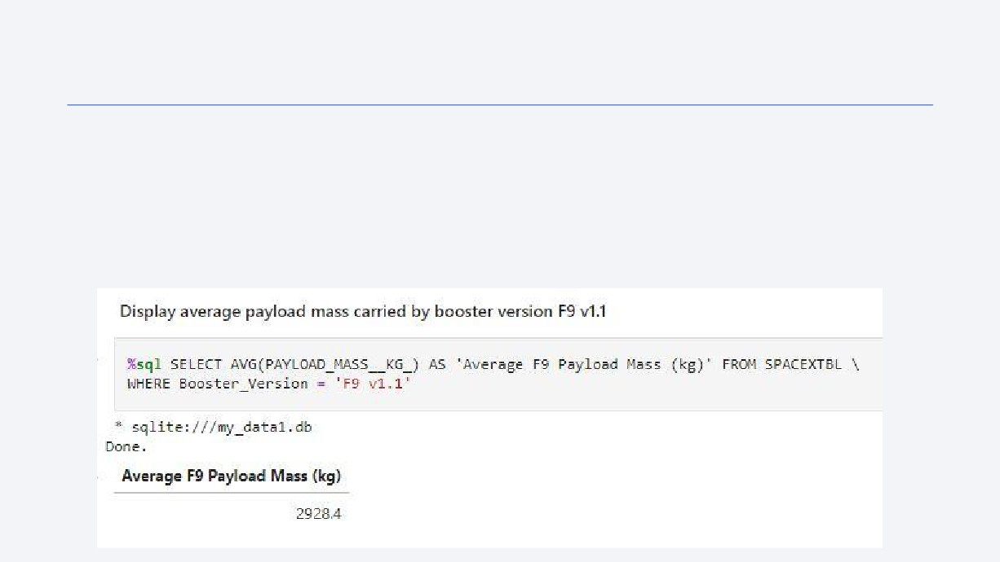 Display average payload mass carried by booster version F9 v1.1
%sql SELECT AVG(PAYLOAD_MASS__KG_) AS 'Average F9 Payload Mass (kg)' FROM SPACEXTBL \
WHERE Booster_Version = 'F9 v1.1'
* sqlite:///my_data1.db
Done.
Average F9 Payload Mass (kg)
2928.4